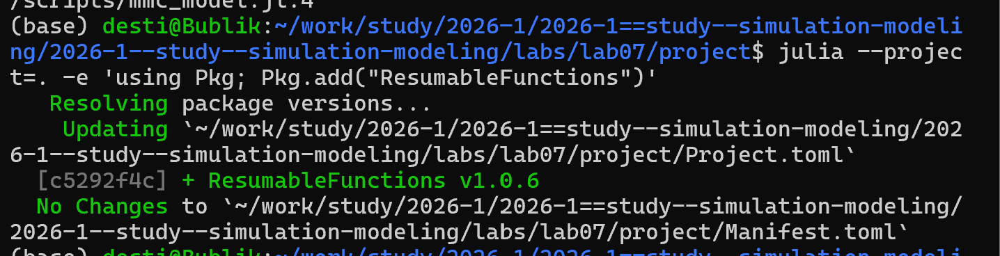 /scripts/mmc_model.jl:4
(base) desti@Bublik:~/work/study/2026-1/2026-1==study--simulation-modeli
ng/2026-1--study--simulation-modeling/labs/lab07/project$ julia --projec
t=. -e 'using Pkg; Pkg.add("ResumableFunctions")'
   Resolving package versions...
    Updating `~/work/study/2026-1/2026-1==study--simulation-modeling/202
6-1--study--simulation-modeling/labs/lab07/project/Project.toml`
  [c5292f4c] + ResumableFunctions v1.0.6
  No Changes to `~/work/study/2026-1/2026-1==study--simulation-modeling/
2026-1--study--simulation-modeling/labs/lab07/project/Manifest.toml`
(base) desti@Bublik:~/work/study/2026-1/2026-1==study--simulation-modeli